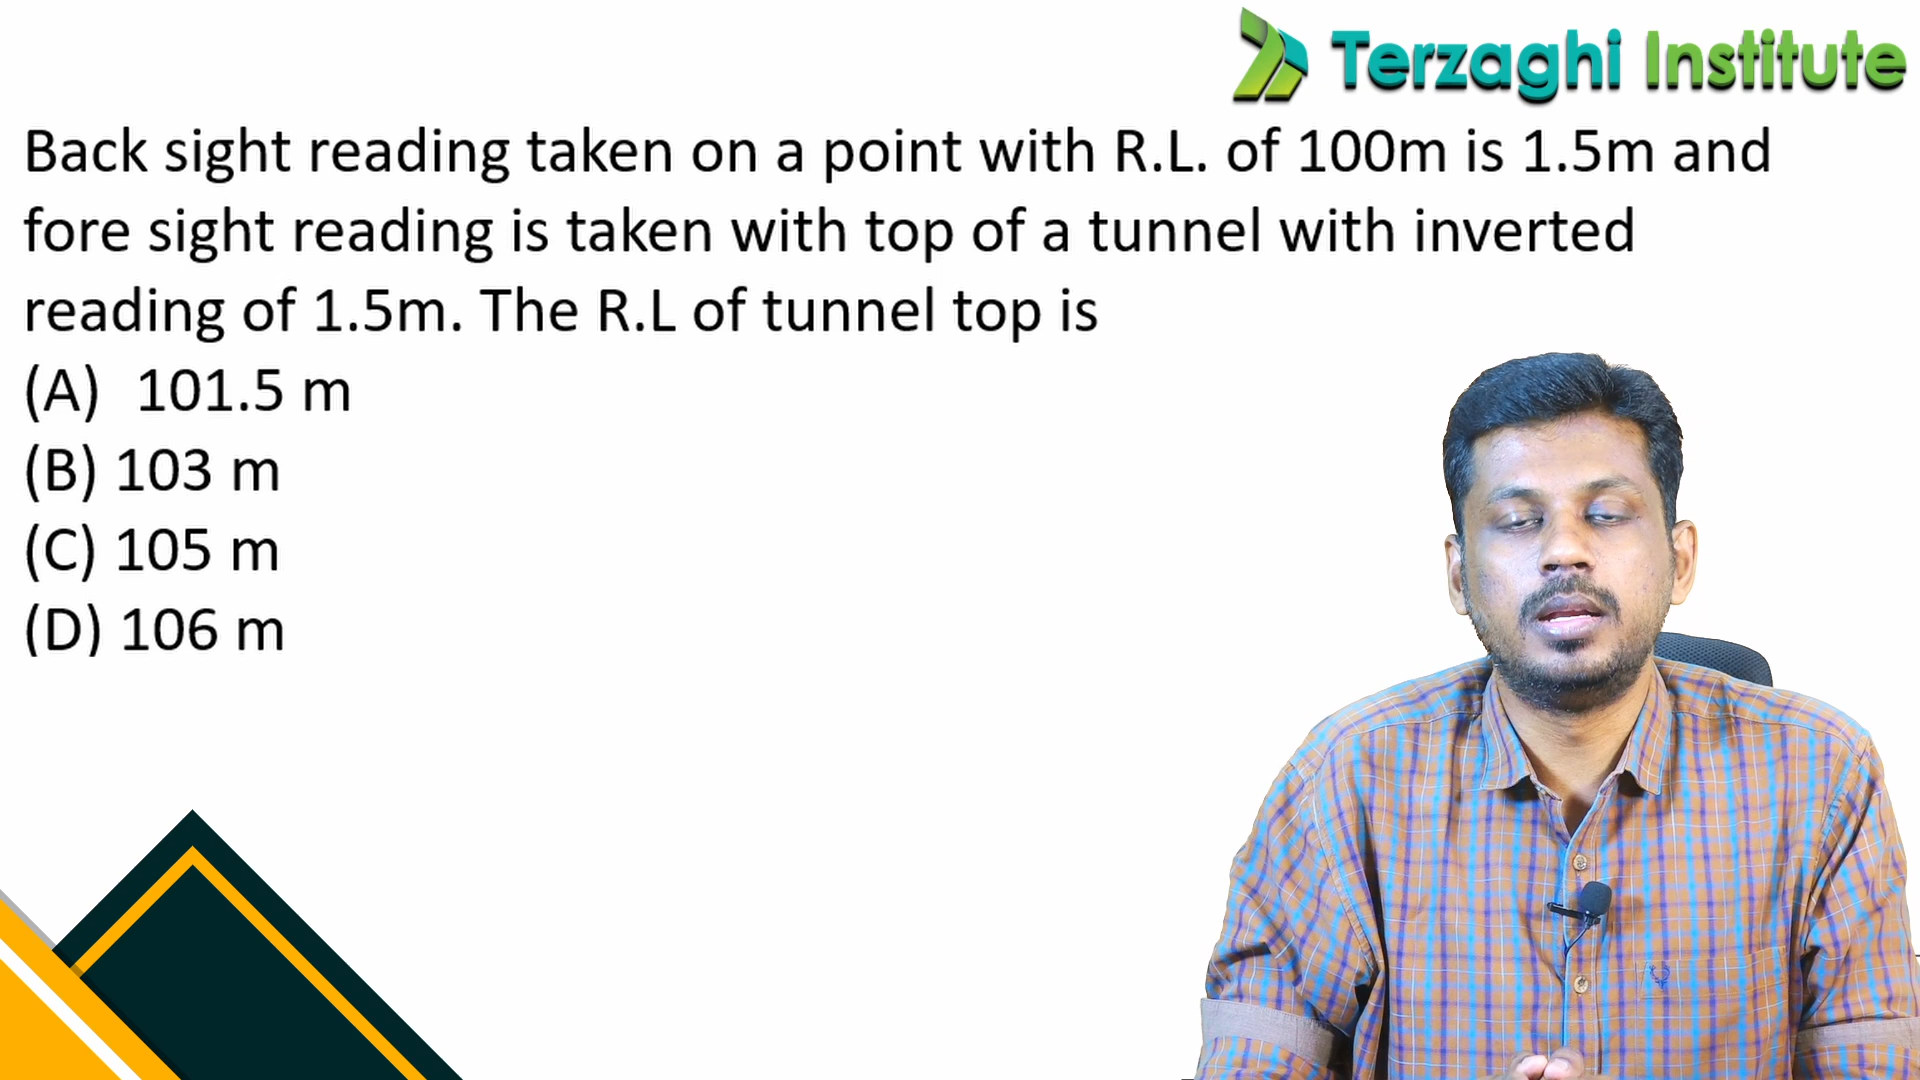 Terzaghi Institute
Back sight reading taken on a point with R.L. of 100m is 1.5m and
fore sight reading is taken with top of a tunnel with inverted
reading of 1.5m. The R.L of tunnel top is
(A) 101.5 m
(B) 103 m
(C) 105 m
(D) 106 m